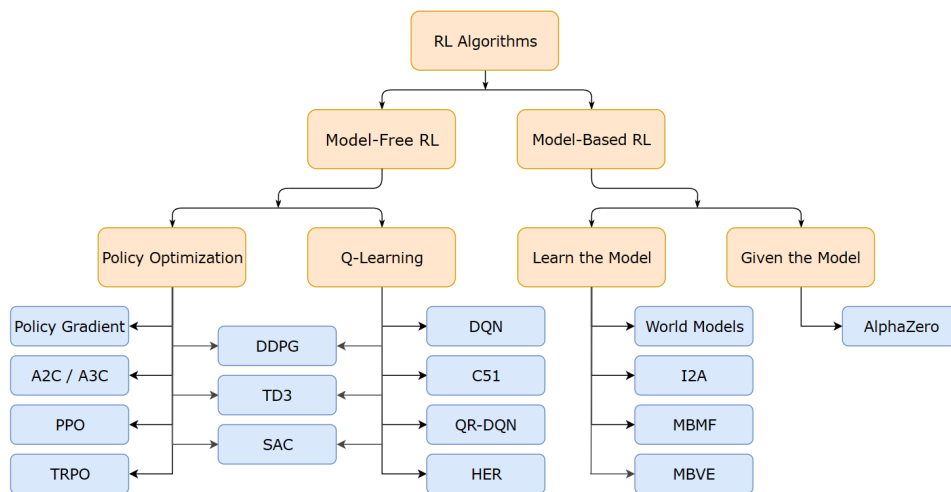 RL Algorithms
Model-Free RL
Model-Based RL
Policy Optimization
Q-Learning
Learn the Model
Given the Model
Policy Gradient
A2C / A3C
PPO
TRPO
DDPG
TD3
SAC
DQN
C51
QR-DQN
HER
World Models
I2A
MBMF
MBVE
AlphaZero